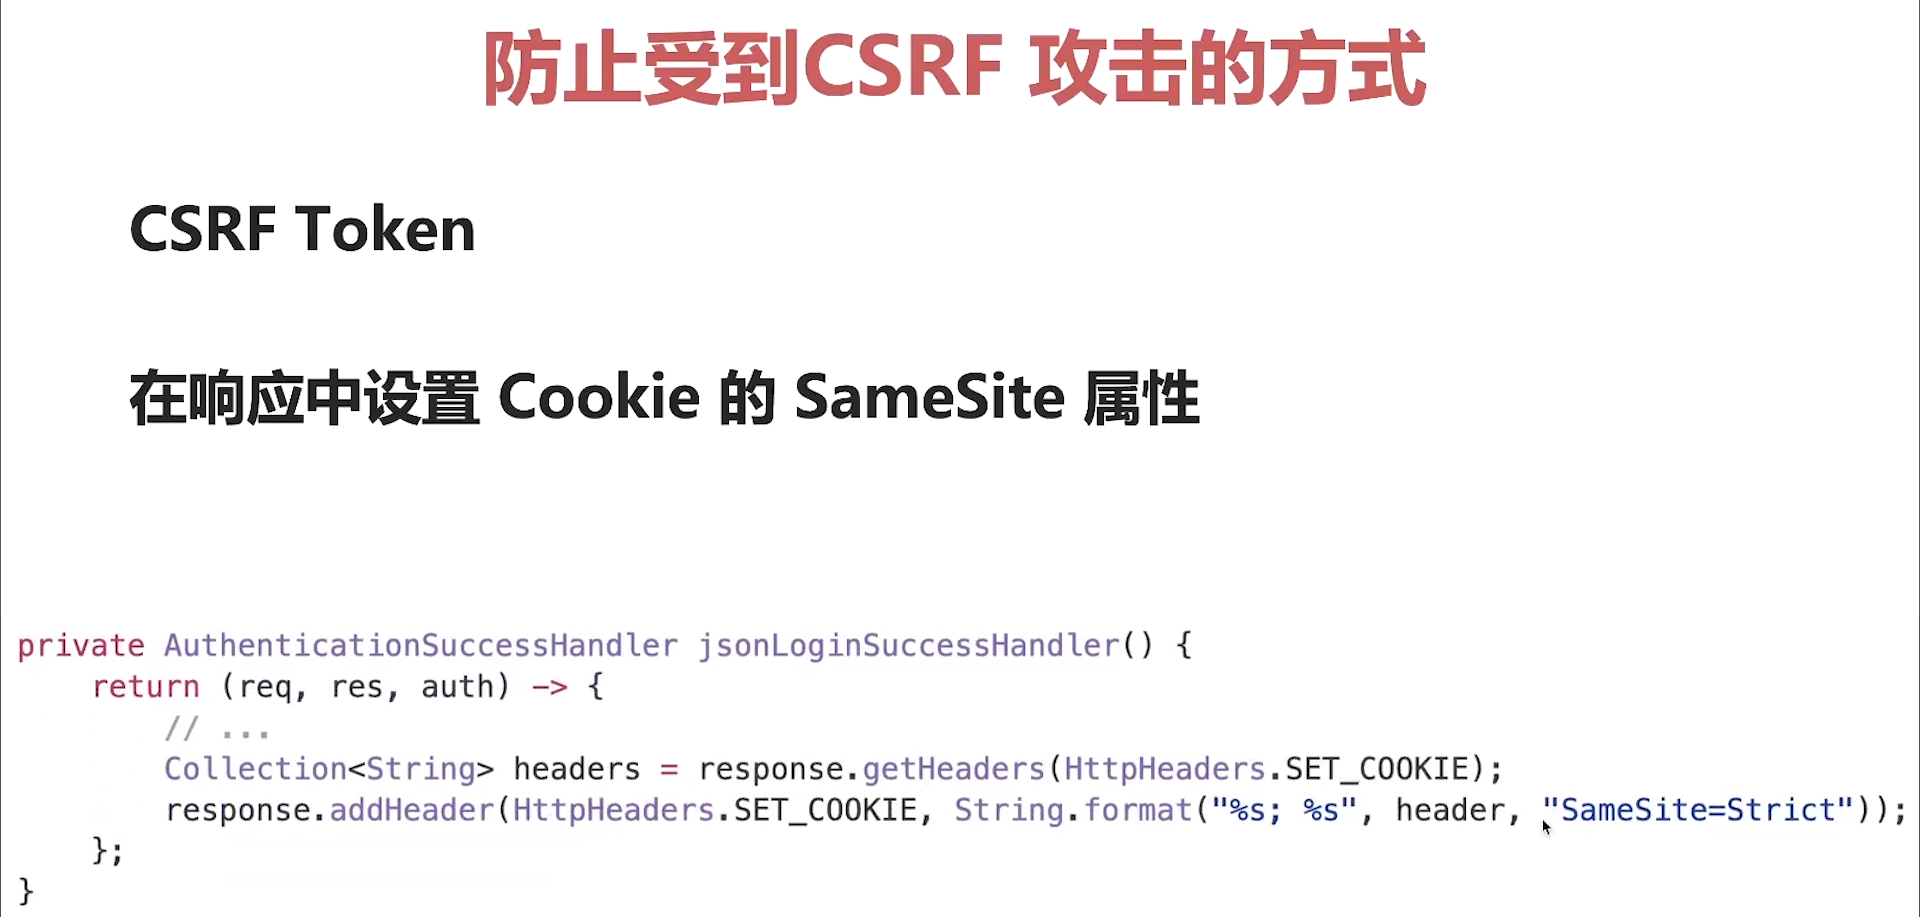 防止受到CSRF 攻击的方式
CSRF Token
在响应中设置 Cookie 的 SameSite 属性
private AuthenticationSuccessHandler jsonLoginSuccessHandler() {
    return (req, res, auth) -> {
        // ...
        Collection<String> headers = response.getHeaders(HttpHeaders.SET_COOKIE);
        response.addHeader(HttpHeaders.SET_COOKIE, String.format("%s; %s", header, "SameSite=Strict"));
    };
}